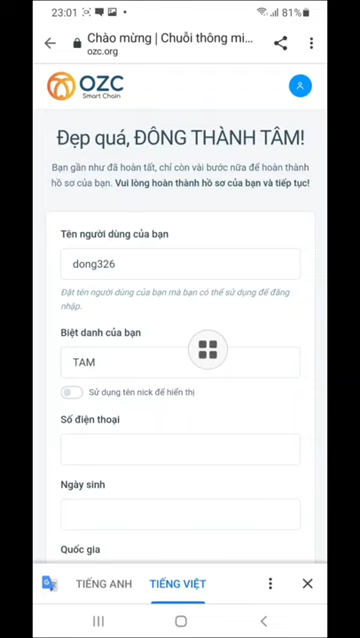 23:01 81%
Chào mừng | Chuỗi thông mi...
ozc.org
OZC
Smart Chain
Đẹp quá, ĐÔNG THÀNH TÂM!
Bạn gần như đã hoàn tất, chỉ còn vài bước nữa để hoàn thành
hồ sơ của bạn. Vui lòng hoàn thành hồ sơ của bạn và tiếp tục!
Tên người dùng của bạn
dong326
Đặt tên người dùng của bạn mà bạn có thể sử dụng để đăng
nhập.
Biệt danh của bạn
TAM
Sử dụng tên nick để hiển thị
Số điện thoại
Ngày sinh
Quốc gia
TIẾNG ANH TIẾNG VIỆT